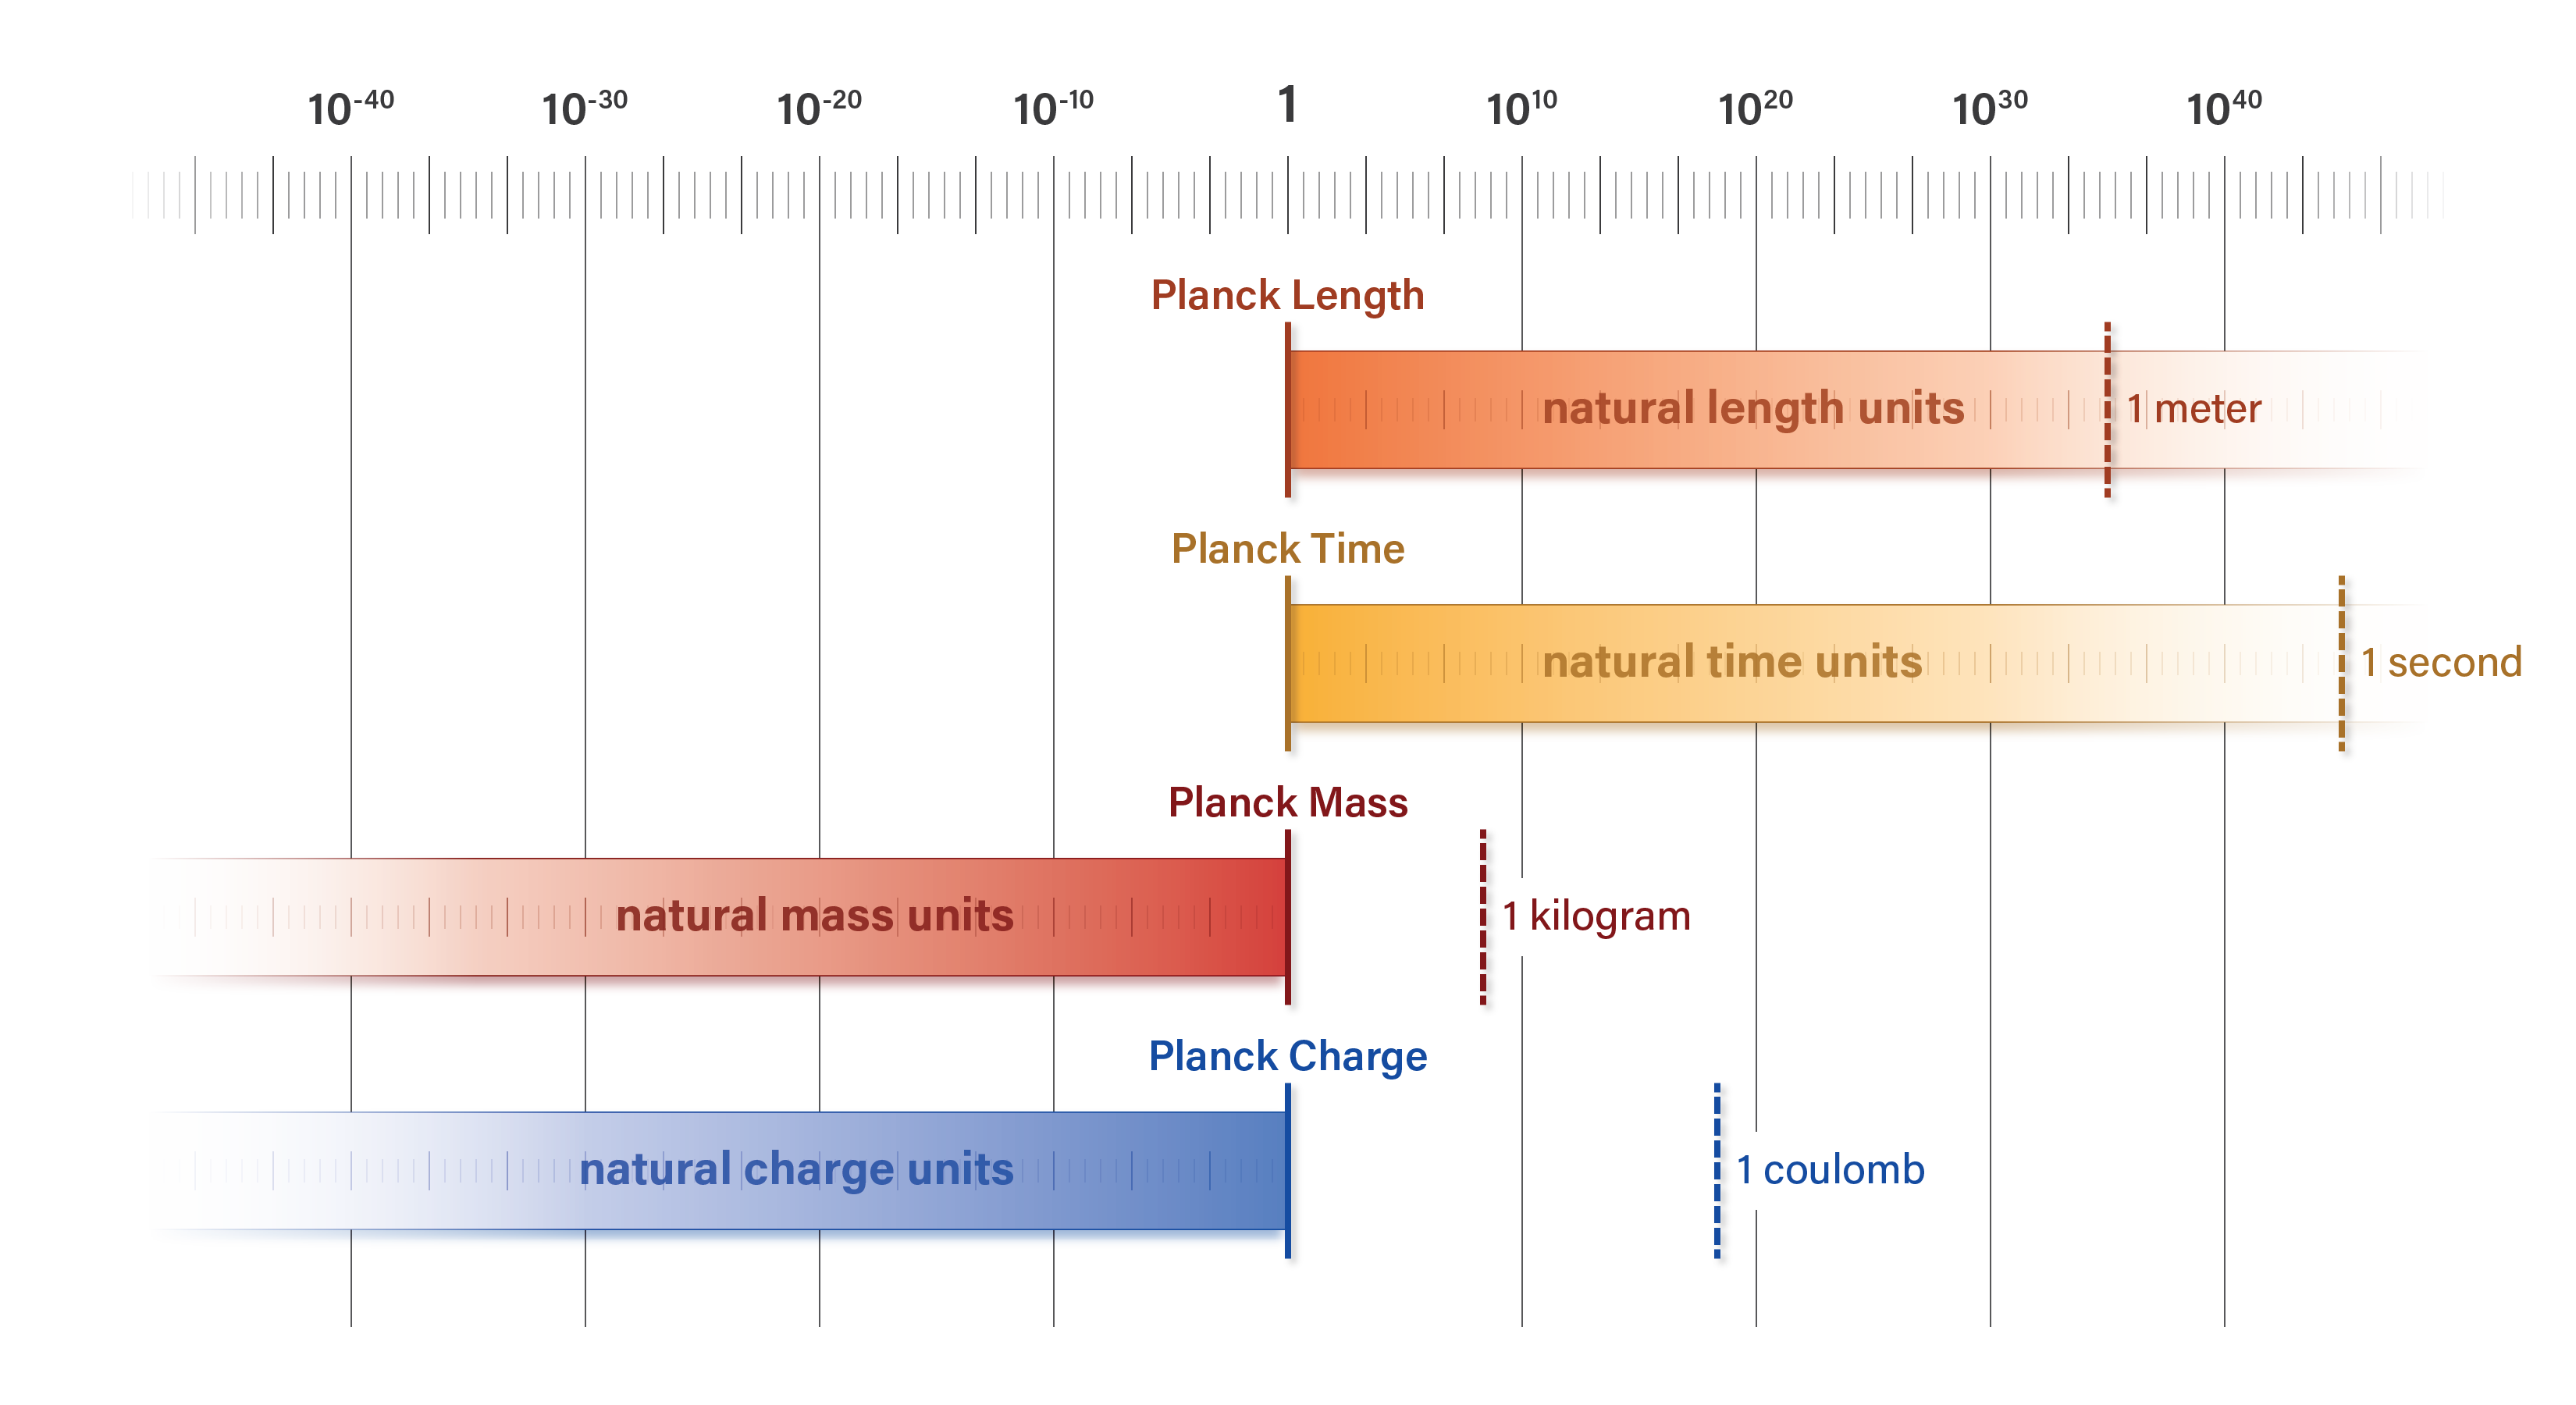 10⁻⁴⁰ 10⁻³⁰ 10⁻²⁰ 10⁻¹⁰ 1 10¹⁰ 10²⁰ 10³⁰ 10⁴⁰
Planck Length
natural length units 1 meter
Planck Time
natural time units 1 second
Planck Mass
natural mass units 1 kilogram
Planck Charge
natural charge units 1 coulomb